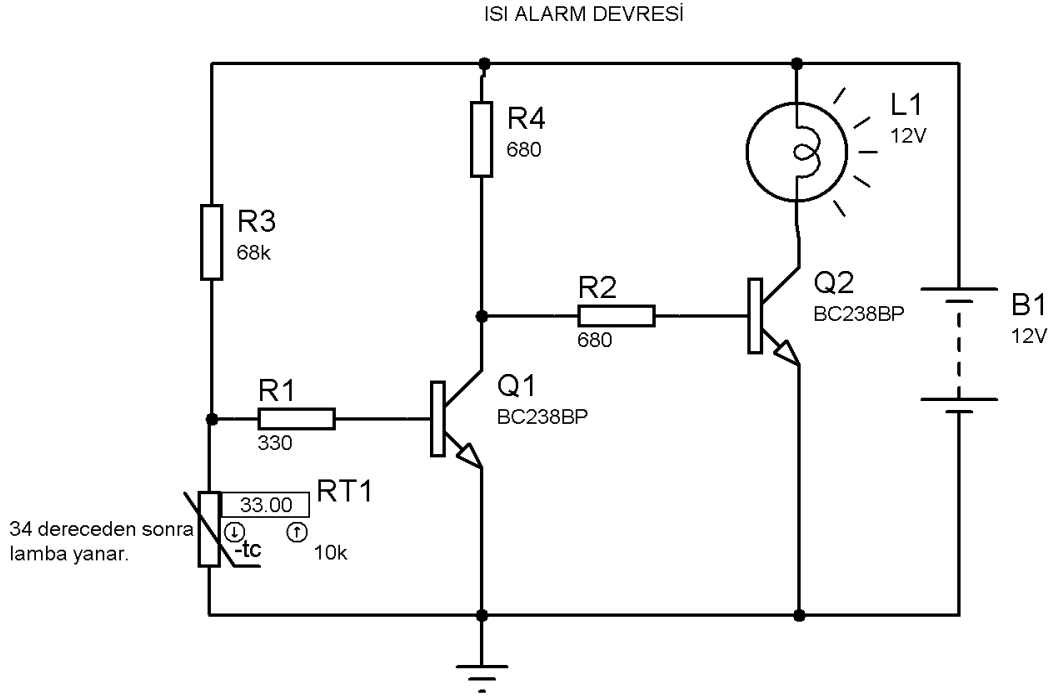 ISI ALARM DEVRESİ
R4
680
L1
12V
R3
68k
R2
680
Q2
BC238BP
B1
12V
R1
330
Q1
BC238BP
RT1
33.00
-tc
10k
34 dereceden sonra
lamba yanar.